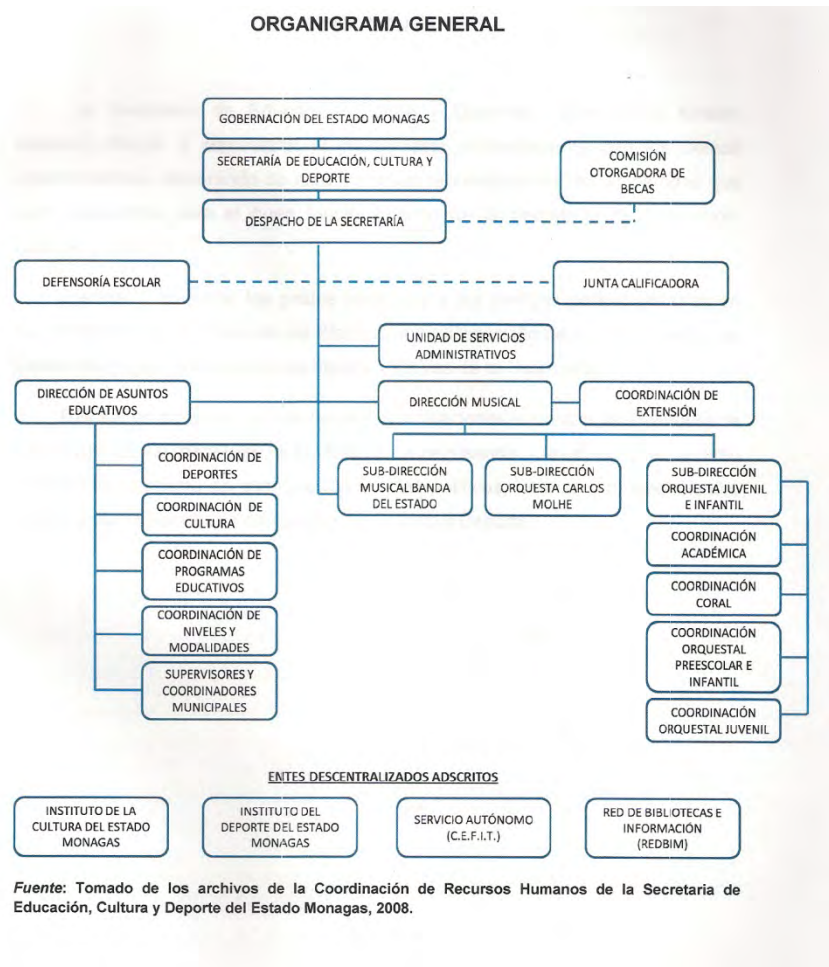 ORGANIGRAMA GENERAL
GOBERNACIÓN DEL ESTADO MONAGAS
SECRETARÍA DE EDUCACIÓN, CULTURA Y
DEPORTE
COMISIÓN
OTORGADORA DE
BECAS
DESPACHO DE LA SECRETARÍA
DEFENSORÍA ESCOLAR
JUNTA CALIFICADORA
UNIDAD DE SERVICIOS
ADMINISTRATIVOS
DIRECCIÓN DE ASUNTOS
EDUCATIVOS
DIRECCIÓN MUSICAL
COORDINACIÓN DE
EXTENSIÓN
COORDINACIÓN DE
DEPORTES
COORDINACIÓN DE
CULTURA
COORDINACIÓN DE
PROGRAMAS
EDUCATIVOS
COORDINACIÓN DE
NIVELES Y
MODALIDADES
SUPERVISORES Y
COORDINADORES
MUNICIPALES
SUB-DIRECCIÓN
MUSICAL BANDA
DEL ESTADO
SUB-DIRECCIÓN
ORQUESTA CARLOS
MOLHE
SUB-DIRECCIÓN
ORQUESTA JUVENIL
E INFANTIL
COORDINACIÓN
ACADÉMICA
COORDINACIÓN
CORAL
COORDINACIÓN
ORQUESTAL
PREESCOLAR E
INFANTIL
COORDINACIÓN
ORQUESTAL JUVENIL
ENTES DESCENTRALIZADOS ADSCRITOS
INSTITUTO DE LA
CULTURA DEL ESTADO
MONAGAS
INSTITUTO DEL
DEPORTE DEL ESTADO
MONAGAS
SERVICIO AUTÓNOMO
(C.E.F.I.T.)
RED DE BIBLIOTECAS E
INFORMACIÓN
(REDBIM)
Fuente: Tomado de los archivos de la Coordinación de Recursos Humanos de la Secretaria de
Educación, Cultura y Deporte del Estado Monagas, 2008.